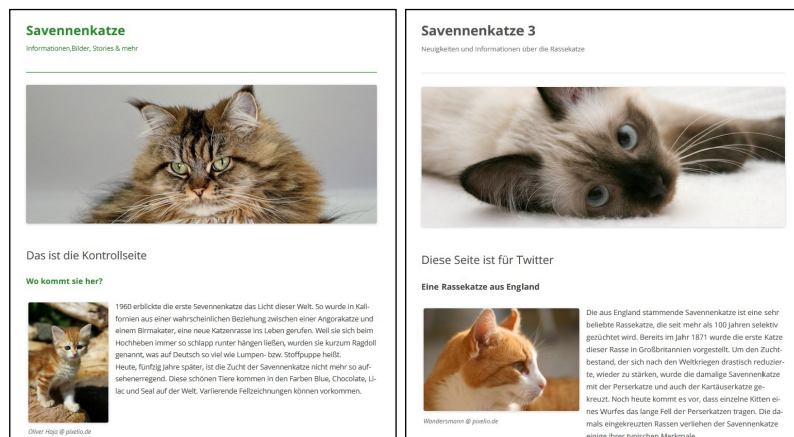 Savennenkatze
Informationen,Bilder, Stories & mehr
Das ist die Kontrollseite
Wo kommt sie her?
1960 erblickte die erste Sevennenkatze das Licht dieser Welt. So wurde in Kali-
fornien aus einer wahrscheinlichen Beziehung zwischen einer Angorakatze und
einem Birmakater, eine neue Katzenrasse ins Leben gerufen. Weil sie sich beim
Hochheben immer so schlapp runter hängen ließen, wurden sie kurzum Ragdoll
genannt, was auf Deutsch so viel wie Lumpen- bzw. Stoffpuppe heißt.
Heute, fünfzig Jahre später, ist die Zucht der Savennenkatze nicht mehr so auf-
sehenerregend. Diese schönen Tiere kommen in den Farben Blue, Chocolate, Li-
lac und Seal auf der Welt. Variierende Fellzeichnungen können vorkommen.
Oliver Haja @ pixelio.de
Savennenkatze 3
Neuigkeiten und Informationen über die Rassekatze
Diese Seite ist für Twitter
Eine Rassekatze aus England
Die aus England stammende Savennenkatze ist eine sehr
beliebte Rassekatze, die seit mehr als 100 Jahren selektiv
gezüchtet wird. Bereits im Jahr 1871 wurde die erste Katze
dieser Rasse in Großbritannien vorgestellt. Um den Zucht-
bestand, der sich nach den Weltkriegen drastisch reduzier-
te, wieder zu stärken, wurde die damalige Savennenkatze
mit der Perserkatze und auch der Kartäuserkatze ge-
kreuzt. Noch heute kommt es vor, dass einzelne Kitten ei-
nes Wurfes das lange Fell der Perserkatzen tragen. Die da-
mals eingekreuzten Rassen verliehen der Savennenkatze
einige ihrer typischen Merkmale.
Wandersmann @ pixelio.de